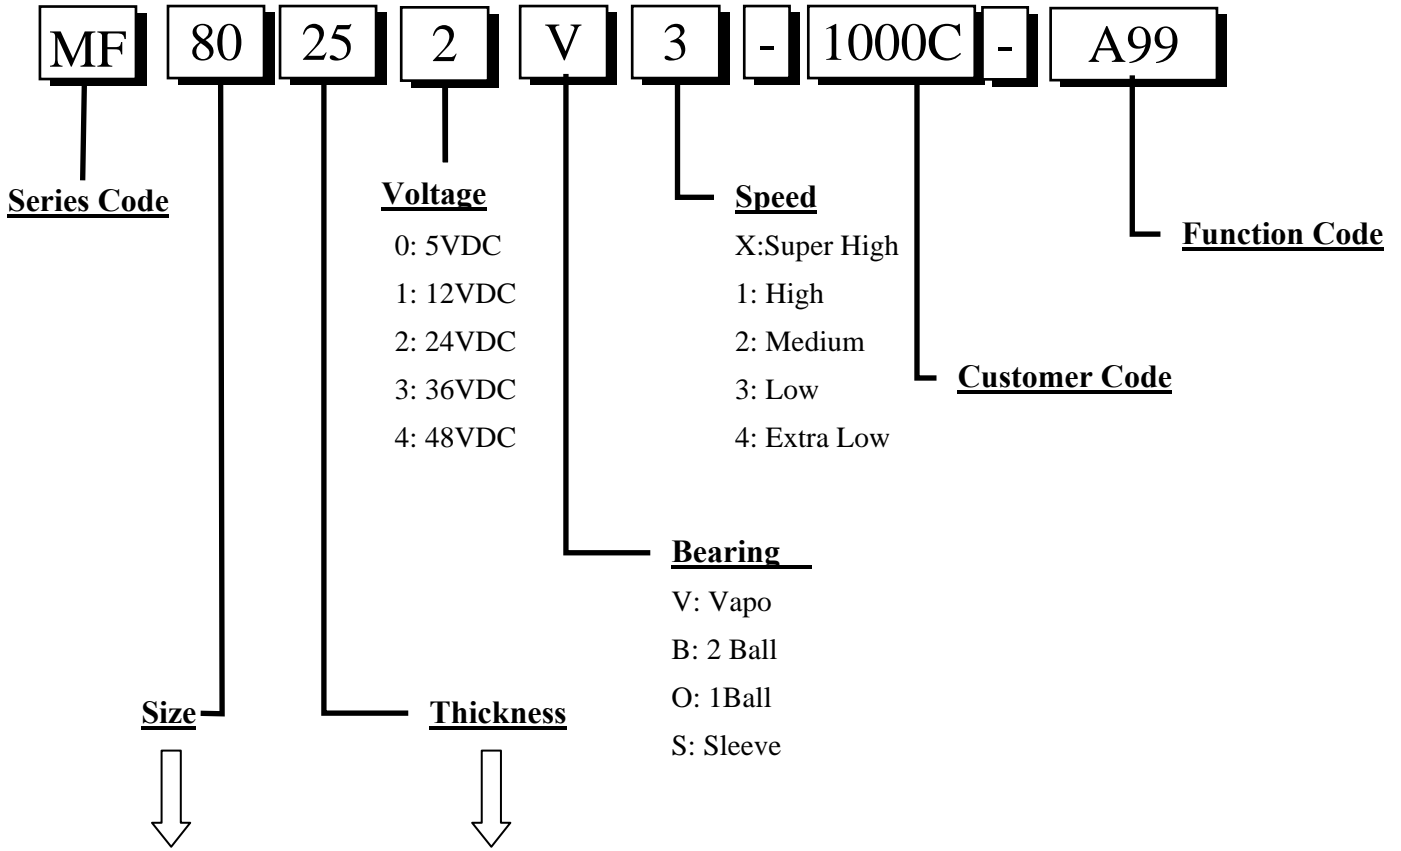 MF 80 25 2 V 3 - 1000C - A99
Series Code
Voltage
0: 5VDC
1: 12VDC
2: 24VDC
3: 36VDC
4: 48VDC
Speed
X:Super High
1: High
2: Medium
3: Low
4: Extra Low
Function Code
Customer Code
Bearing
V: Vapo
B: 2 Ball
O: 1Ball
S: Sleeve
Size
Thickness